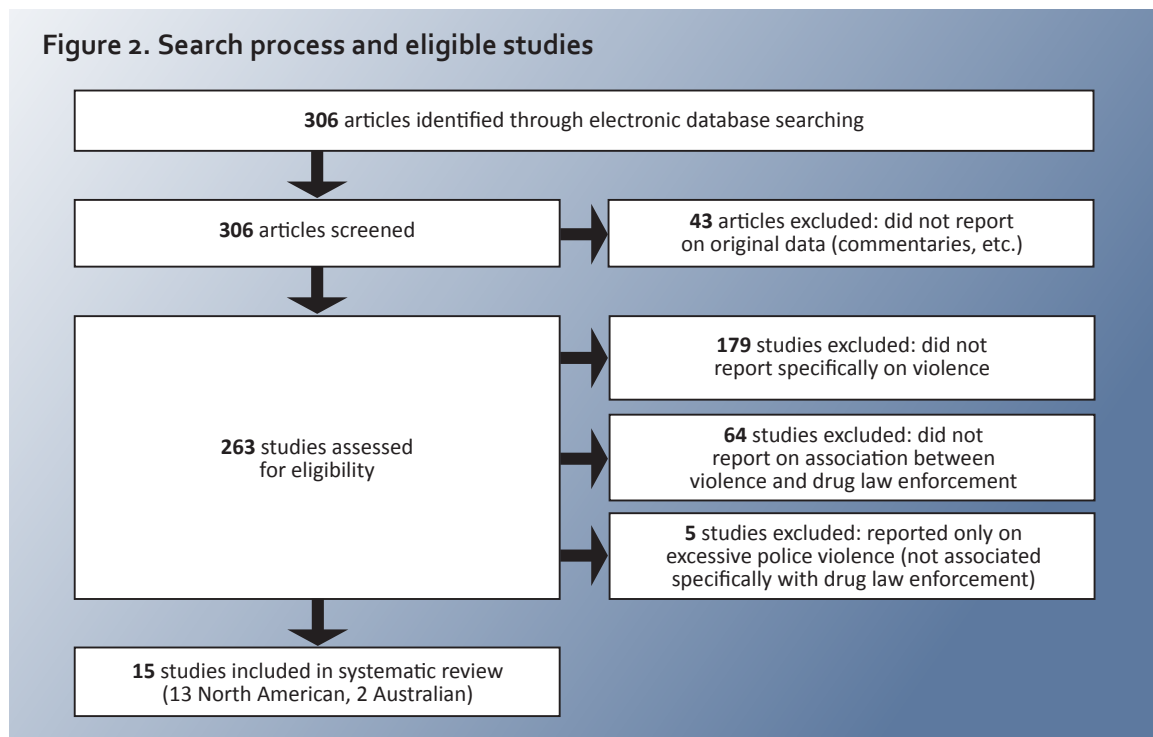 Figure 2. Search process and eligible studies
306 articles identified through electronic database searching
306 articles screened
43 articles excluded: did not report
on original data (commentaries, etc.)
263 studies assessed
for eligibility
179 studies excluded: did not
report specifically on violence
64 studies excluded: did not
report on association between
violence and drug law enforcement
5 studies excluded: reported only on
excessive police violence (not associated
specifically with drug law enforcement)
15 studies included in systematic review
(13 North American, 2 Australian)